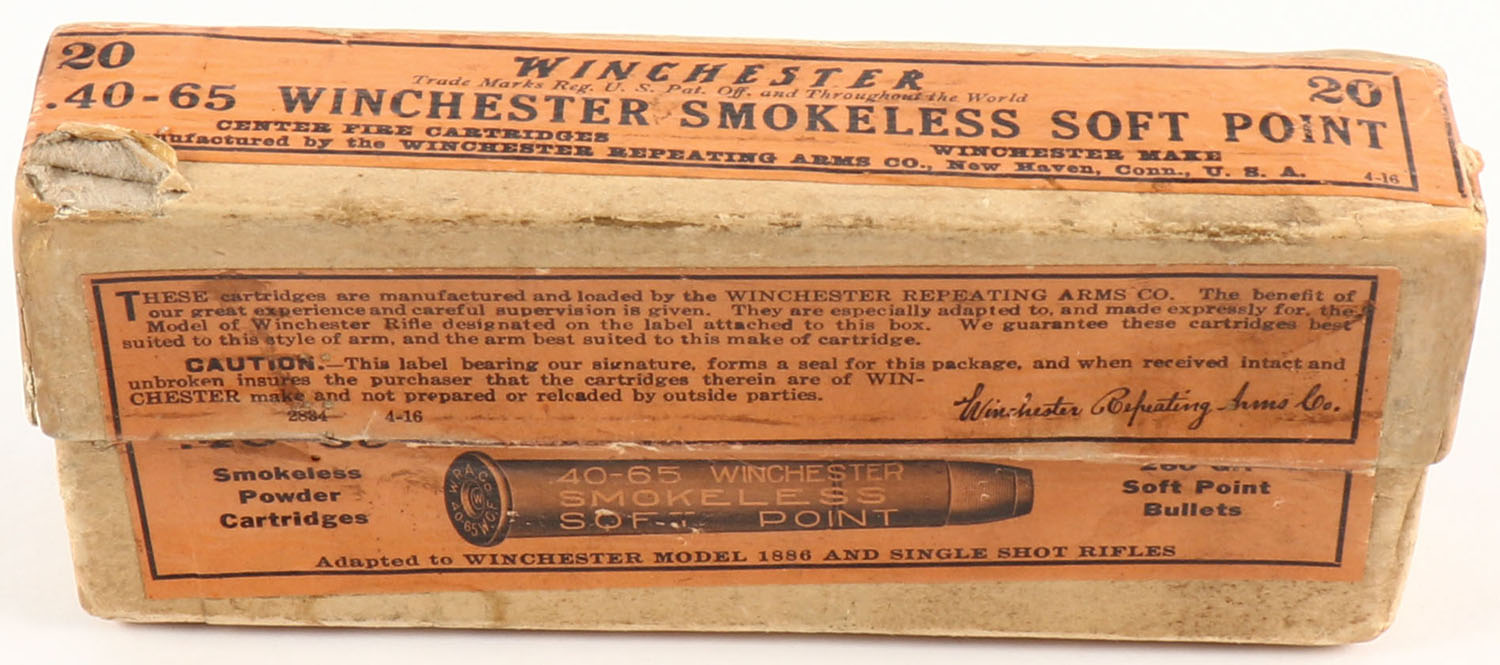 20 WINCHESTER 20
Trade Marks Reg. U. S. Pat. Off. and Throughout the World
.40-65 WINCHESTER SMOKELESS SOFT POINT
CENTER FIRE CARTRIDGES WINCHESTER MAKE
by the WINCHESTER REPEATING ARMS CO., New Haven, Conn., U. S. A.
4-16
THESE cartridges are manufactured and loaded by the WINCHESTER REPEATING ARMS CO. The benefit of
our great experience and careful supervision is given. They are especially adapted to, and made expressly for, the
Model of Winchester Rifle designated on the label attached to this box. We guarantee these cartridges best
suited to this style of arm, and the arm best suited to this make of cartridge.
CAUTION.—This label bearing our signature, forms a seal for this package, and when received intact and
unbroken insures the purchaser that the cartridges therein are of WIN-
CHESTER make and not prepared or reloaded by outside parties.
Winchester Repeating Arms Co.
2834 4-16
Smokeless
Powder
Cartridges
W.R.A.CO.
W
.40-65 W.C.F.
.40-65 WINCHESTER
SMOKELESS
SOFT POINT
Soft Point
Bullets
Adapted to WINCHESTER MODEL 1886 AND SINGLE SHOT RIFLES